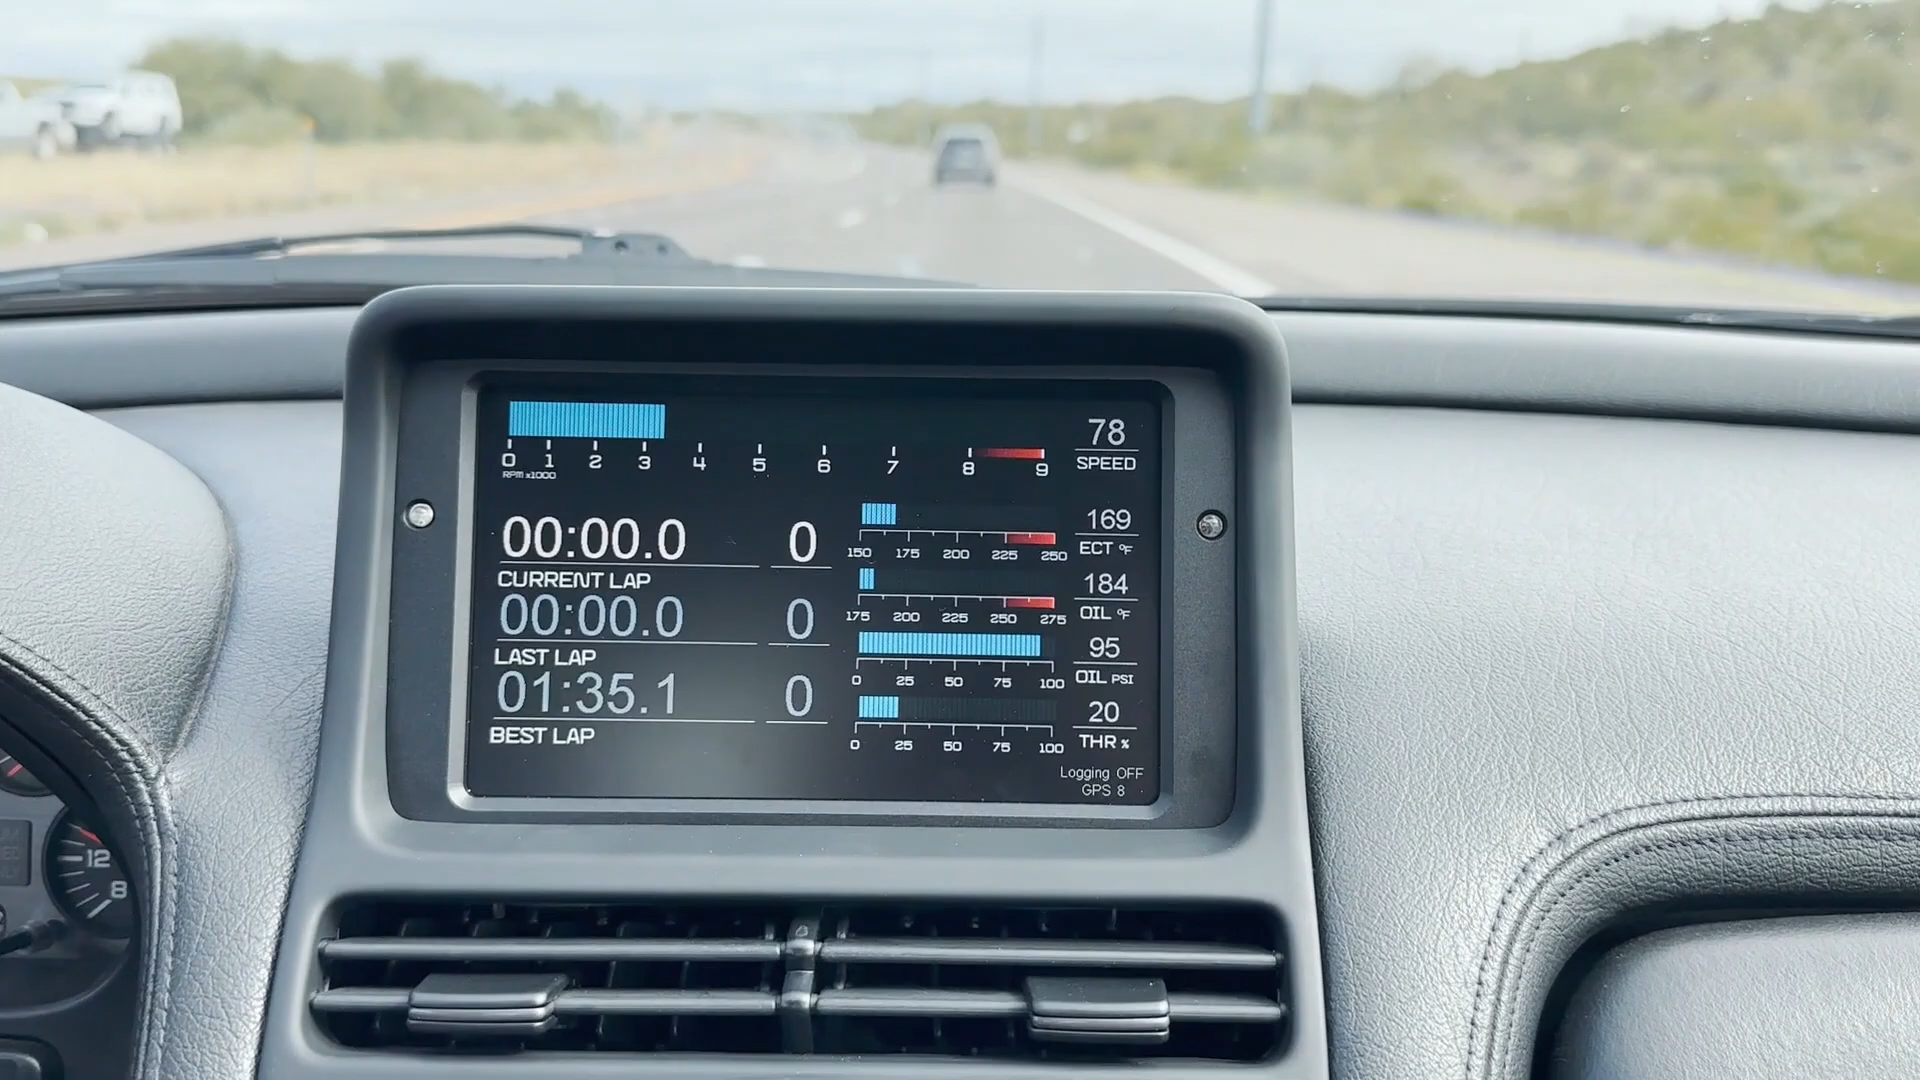 0 1 2 3 4 5 6 7 8 9
RPM x1000
78
SPEED
00:00.0 0
CURRENT LAP
00:00.0 0
LAST LAP
01:35.1 0
BEST LAP
150 175 200 225 250
169
ECT °F
175 200 225 250 275
184
OIL °F
0 25 50 75 100
95
OIL PSI
0 25 50 75 100
20
THR %
Logging OFF
GPS 8
12
8